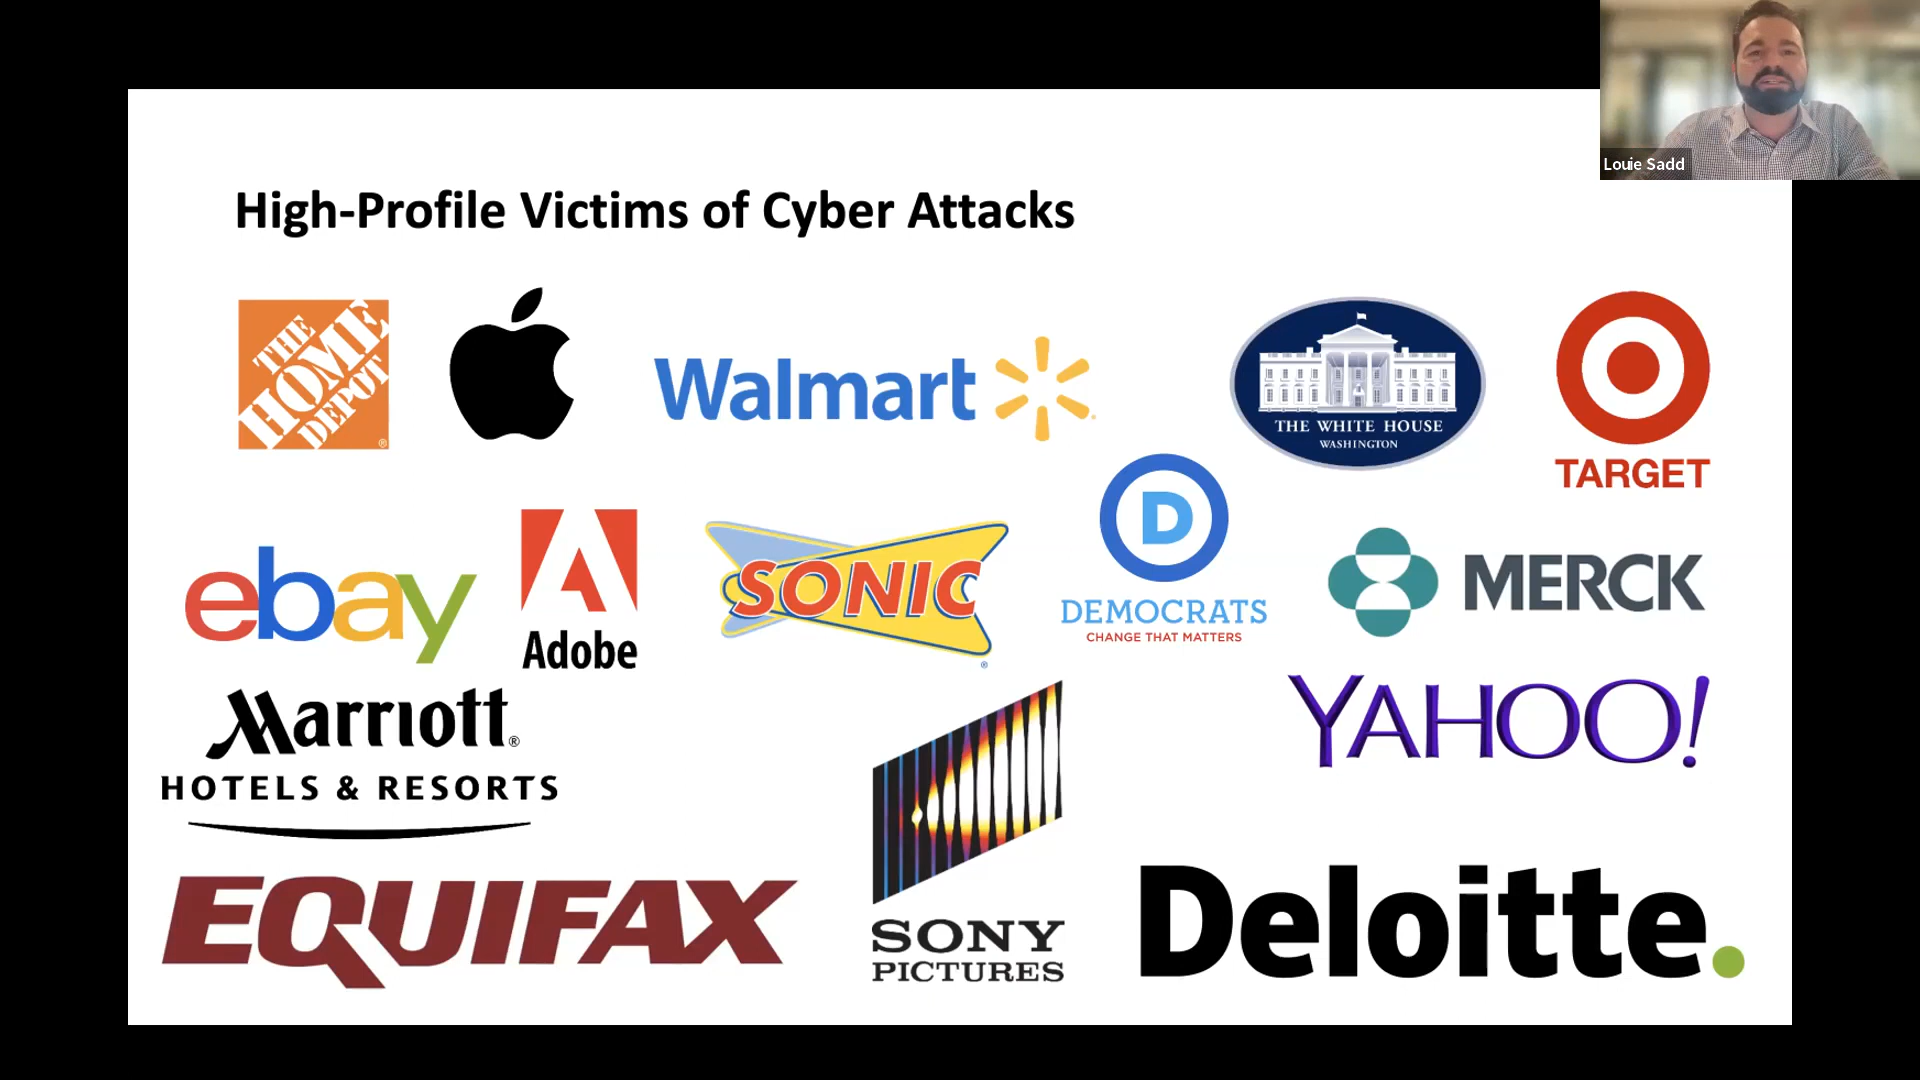 Louie Sadd
High-Profile Victims of Cyber Attacks
THE
HOME
DEPOT
®
Walmart
THE WHITE HOUSE
WASHINGTON
TARGET
ebay
Adobe
SONIC
®
D
DEMOCRATS
CHANGE THAT MATTERS
MERCK
Marriott®
HOTELS & RESORTS
YAHOO!
EQUIFAX
SONY
PICTURES
Deloitte.